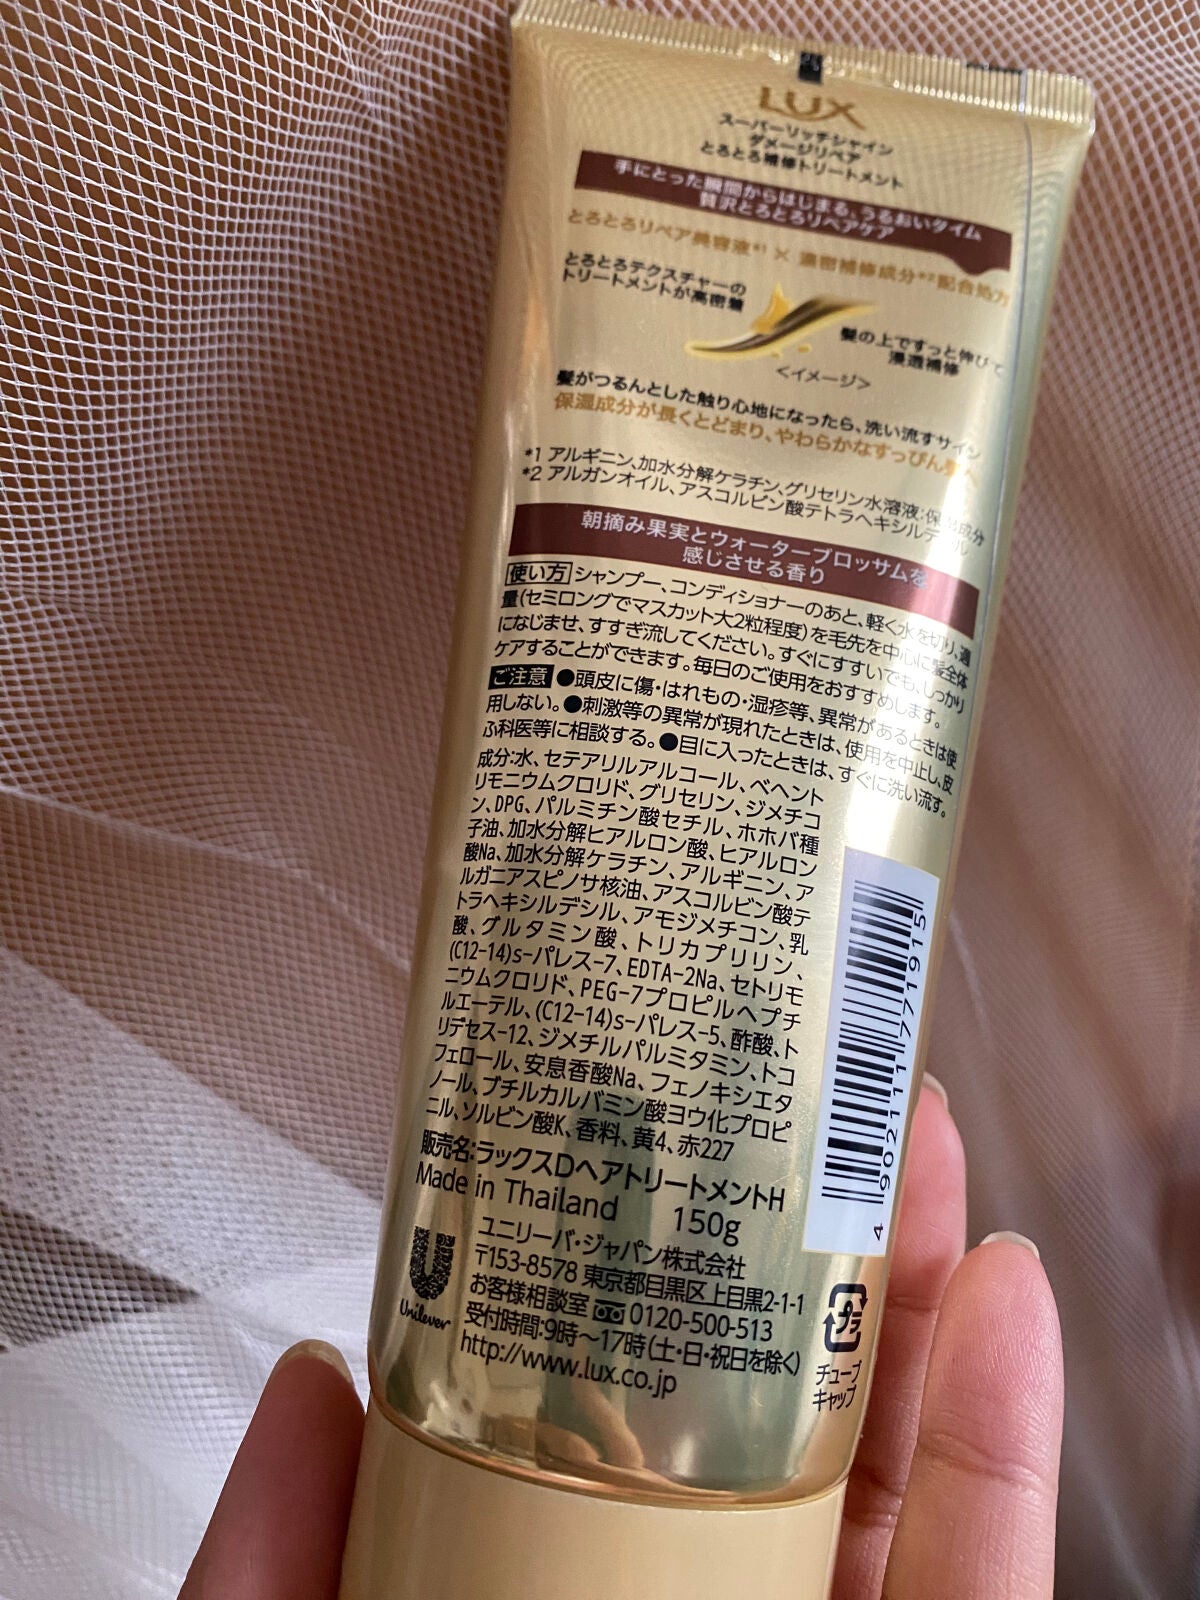 LUX
スーパーリッチシャイン
ダメージリペア
とろとろ補修トリートメント
手にとった瞬間からはじまる、うるおいタイム
贅沢とろとろリペアケア
とろとろリペア美容液*1 × 濃密補修成分*2配合処方
とろとろテクスチャーの
トリートメントが高密着
髪の上ですっと伸びて
浸透補修
<イメージ>
髪がつるんとした触り心地になったら、洗い流すサイン
保湿成分が長くとどまり、やわらかなすっぴん髪へ
*1 アルギニン、加水分解ケラチン、グリセリン水溶液:保湿成分
*2 アルガンオイル、アスコルビン酸テトラヘキシルデシル
朝摘み果実とウォーターブロッサムを
感じさせる香り
使い方 シャンプー、コンディショナーのあと、軽く水を切り、適
量(セミロングでマスカット大2粒程度)を毛先を中心に髪全体
になじませ、すすぎ流してください。すぐにすすいでも、しっかり
ケアすることができます。毎日のご使用をおすすめします。
ご注意 ●頭皮に傷・はれもの・湿疹等、異常があるときは使
用しない。●刺激等の異常が現れたときは、使用を中止し、皮
ふ科医等に相談する。●目に入ったときは、すぐに洗い流す。
成分:水、セテアリルアルコール、ベヘント
リモニウムクロリド、グリセリン、ジメチコ
ン、DPG、パルミチン酸セチル、ホホバ種
子油、加水分解ヒアルロン酸、ヒアルロン
酸Na、加水分解ケラチン、アルギニン、ア
ルガニアスピノサ核油、アスコルビン酸テ
トラヘキシルデシル、アモジメチコン、乳
酸、グルタミン酸、トリカプリリン、
(C12-14)s-パレス-7、EDTA-2Na、セトリモ
ニウムクロリド、PEG-7プロピルヘプチ
ルエーテル、(C12-14)s-パレス-5、酢酸、ト
リデセス-12、ジメチルパルミタミン、トコ
フェロール、安息香酸Na、フェノキシエタ
ノール、ブチルカルバミン酸ヨウ化プロピ
ニル、ソルビン酸K、香料、黄4、赤227
販売名:ラックスDヘアトリートメントH
Made in Thailand 150g
ユニリーバ・ジャパン株式会社
〒153-8578 東京都目黒区上目黒2-1-1
お客様相談室 0120-500-513
受付時間:9時〜17時(土・日・祝日を除く)
http://www.lux.co.jp
Unilever
4 902111 771915
プラ
チューブ
キャップ